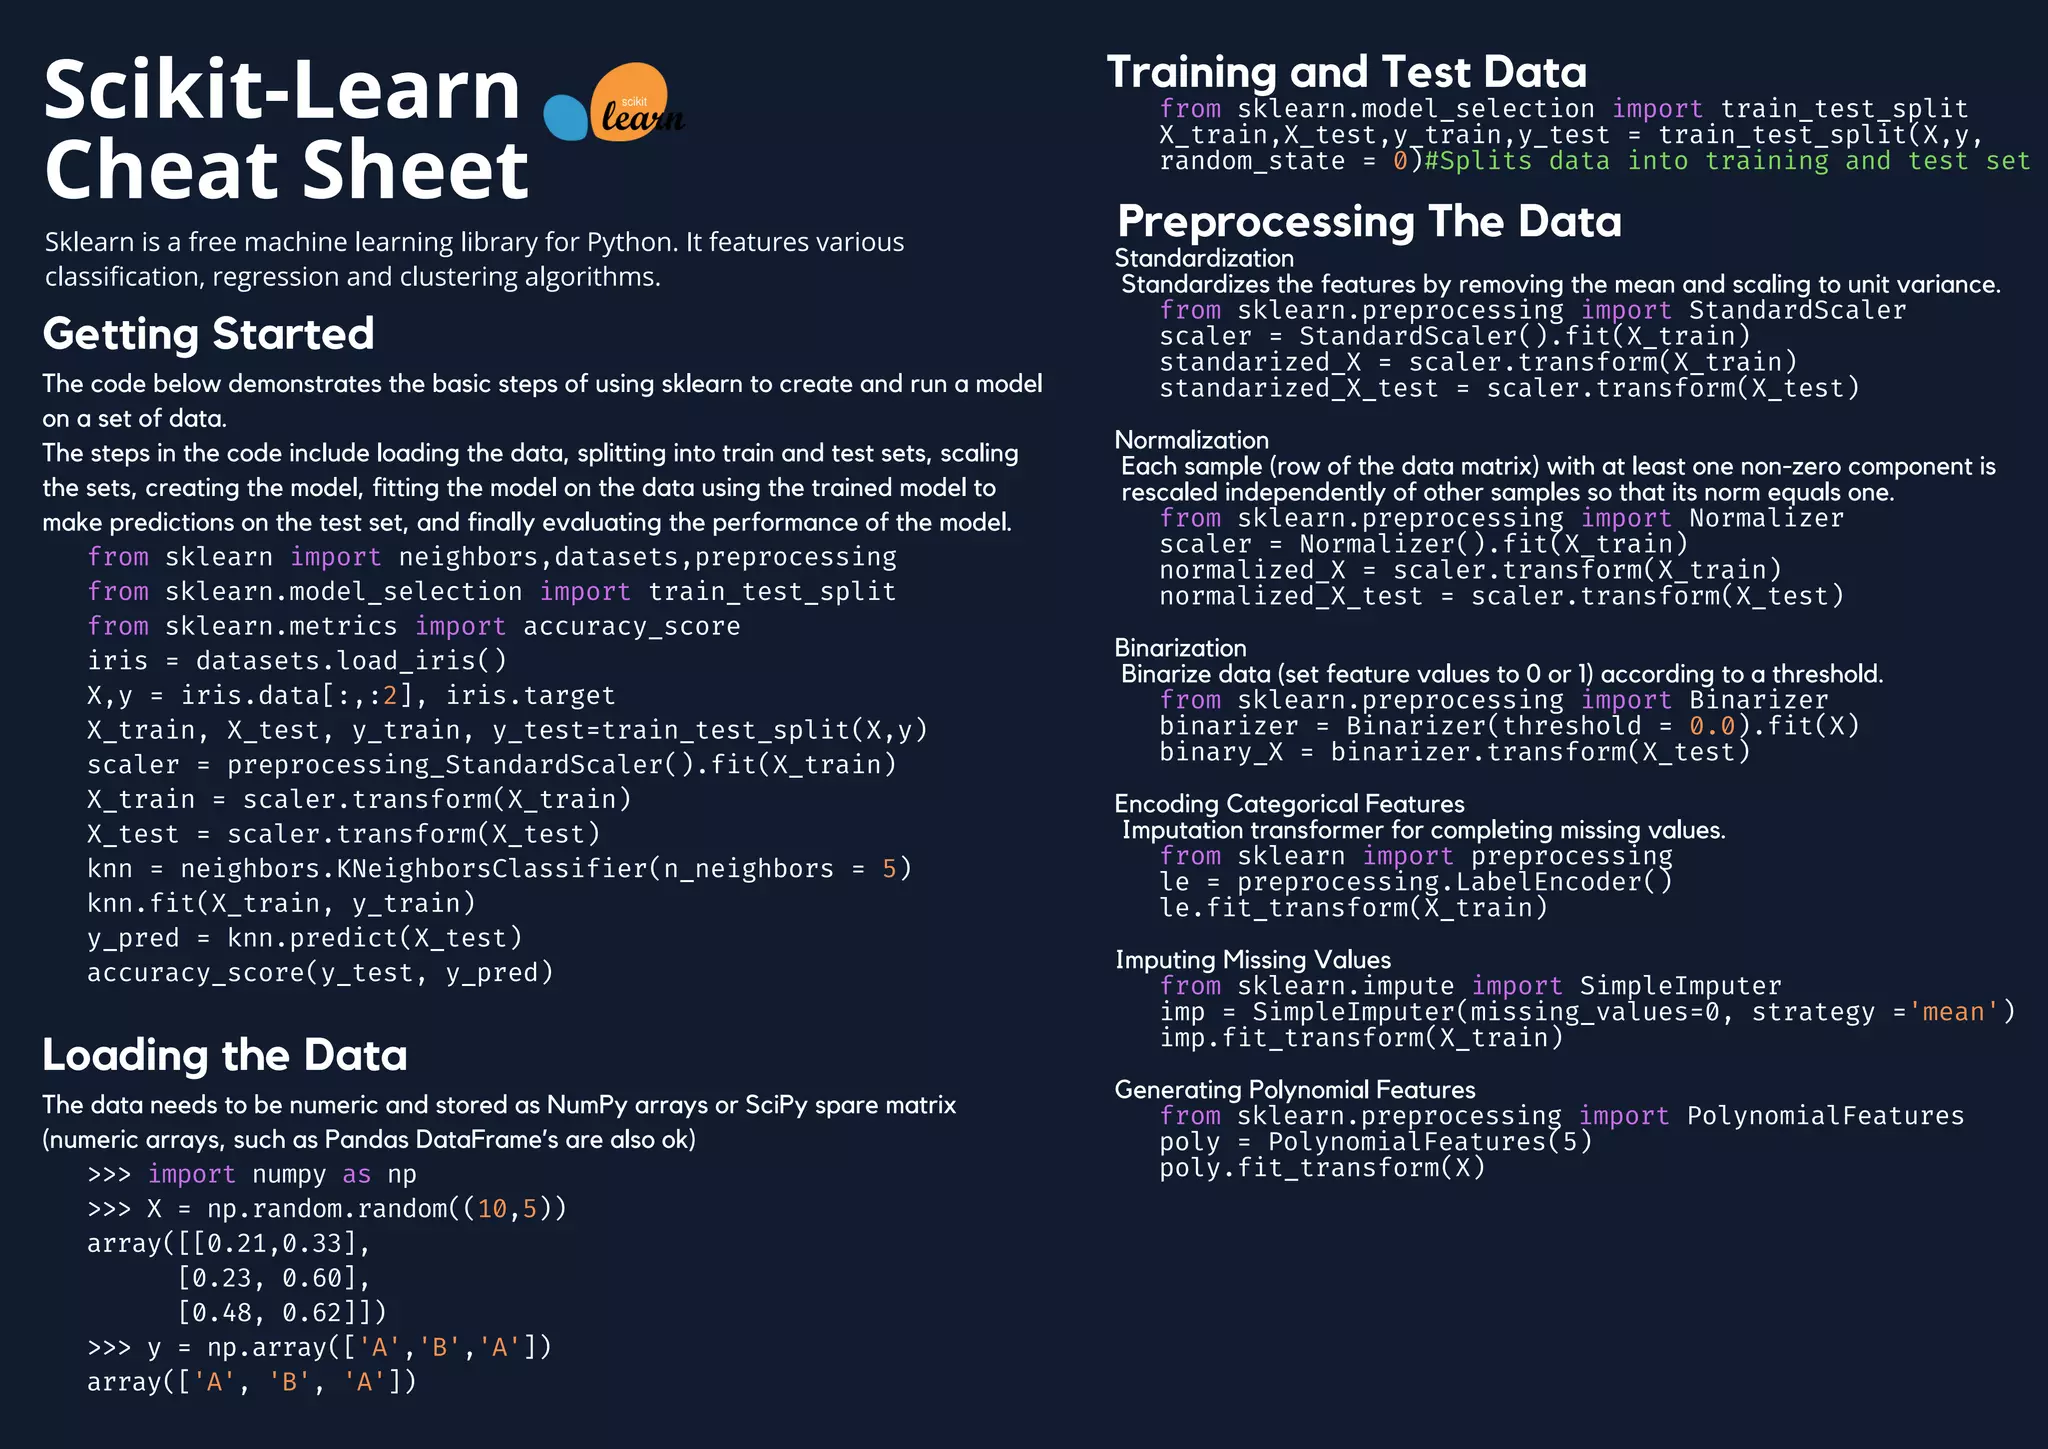 Scikit-Learn
Cheat Sheet
scikit
learn
Sklearn is a free machine learning library for Python. It features various
classification, regression and clustering algorithms.
Getting Started
The code below demonstrates the basic steps of using sklearn to create and run a model
on a set of data.
The steps in the code include loading the data, splitting into train and test sets, scaling
the sets, creating the model, fitting the model on the data using the trained model to
make predictions on the test set, and finally evaluating the performance of the model.
from sklearn import neighbors,datasets,preprocessing
from sklearn.model_selection import train_test_split
from sklearn.metrics import accuracy_score
iris = datasets.load_iris()
X,y = iris.data[:,:2], iris.target
X_train, X_test, y_train, y_test=train_test_split(X,y)
scaler = preprocessing_StandardScaler().fit(X_train)
X_train = scaler.transform(X_train)
X_test = scaler.transform(X_test)
knn = neighbors.KNeighborsClassifier(n_neighbors = 5)
knn.fit(X_train, y_train)
y_pred = knn.predict(X_test)
accuracy_score(y_test, y_pred)
Loading the Data
The data needs to be numeric and stored as NumPy arrays or SciPy spare matrix
(numeric arrays, such as Pandas DataFrame's are also ok)
>>> import numpy as np
>>> X = np.random.random((10,5))
array([[0.21,0.33],
[0.23, 0.60],
[0.48, 0.62]])
>>> y = np.array(['A','B','A'])
array(['A', 'B', 'A'])
Training and Test Data
from sklearn.model_selection import train_test_split
X_train,X_test,y_train,y_test = train_test_split(X,y,
random_state = 0)#Splits data into training and test set
Preprocessing The Data
Standardization
Standardizes the features by removing the mean and scaling to unit variance.
from sklearn.preprocessing import StandardScaler
scaler = StandardScaler().fit(X_train)
standarized_X = scaler.transform(X_train)
standarized_X_test = scaler.transform(X_test)
Normalization
Each sample (row of the data matrix) with at least one non-zero component is
rescaled independently of other samples so that its norm equals one.
from sklearn.preprocessing import Normalizer
scaler = Normalizer().fit(X_train)
normalized_X = scaler.transform(X_train)
normalized_X_test = scaler.transform(X_test)
Binarization
Binarize data (set feature values to 0 or 1) according to a threshold.
from sklearn.preprocessing import Binarizer
binarizer = Binarizer(threshold = 0.0).fit(X)
binary_X = binarizer.transform(X_test)
Encoding Categorical Features
Imputation transformer for completing missing values.
from sklearn import preprocessing
le = preprocessing.LabelEncoder()
le.fit_transform(X_train)
Imputing Missing Values
from sklearn.impute import SimpleImputer
imp = SimpleImputer(missing_values=0, strategy ='mean')
imp.fit_transform(X_train)
Generating Polynomial Features
from sklearn.preprocessing import PolynomialFeatures
poly = PolynomialFeatures(5)
poly.fit_transform(X)